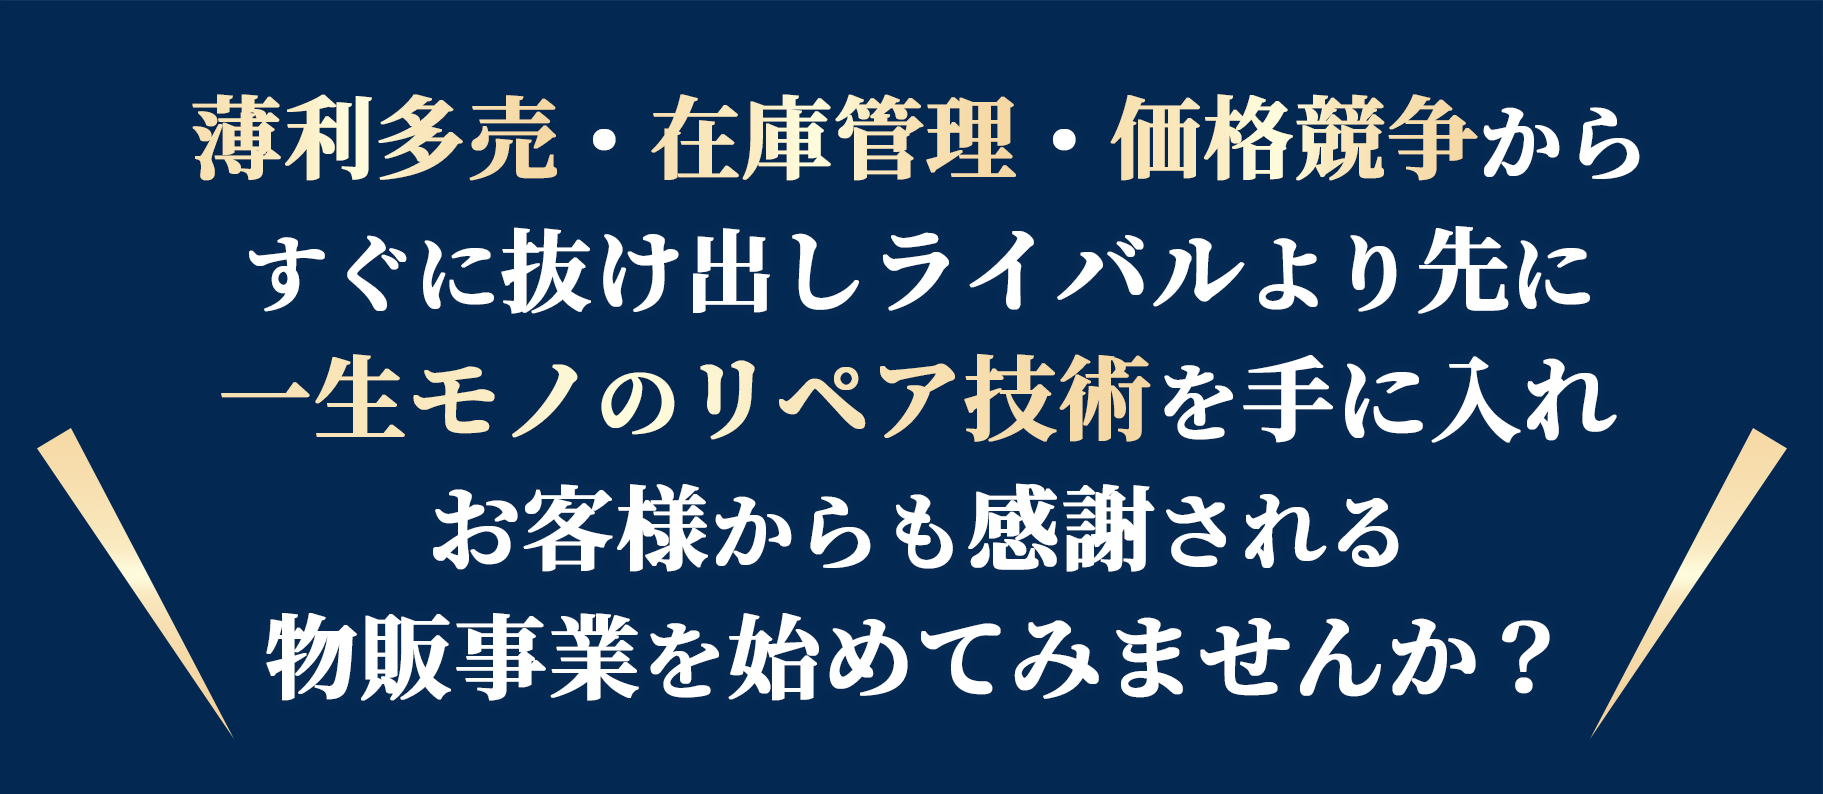 薄利多売・在庫管理・価格競争から
すぐに抜け出しライバルより先に
一生モノのリペア技術を手に入れ
お客様からも感謝される
物販事業を始めてみませんか？